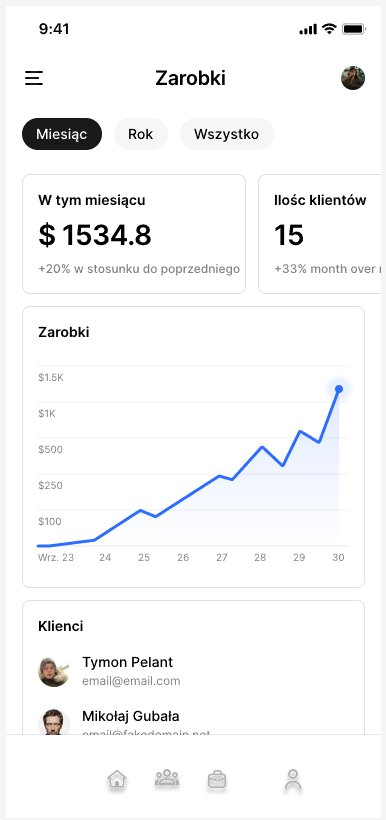 9:41
Zarobki
Miesiąc Rok Wszystko
W tym miesiącu
$ 1534.8
+20% w stosunku do poprzedniego
Ilośc klientów
15
+33% month over
Zarobki
$1.5K
$1K
$500
$250
$100
Wrz. 23 24 25 26 27 28 29 30
Klienci
Tymon Pelant
email@email.com
Mikołaj Gubała
email@fakedomain.net